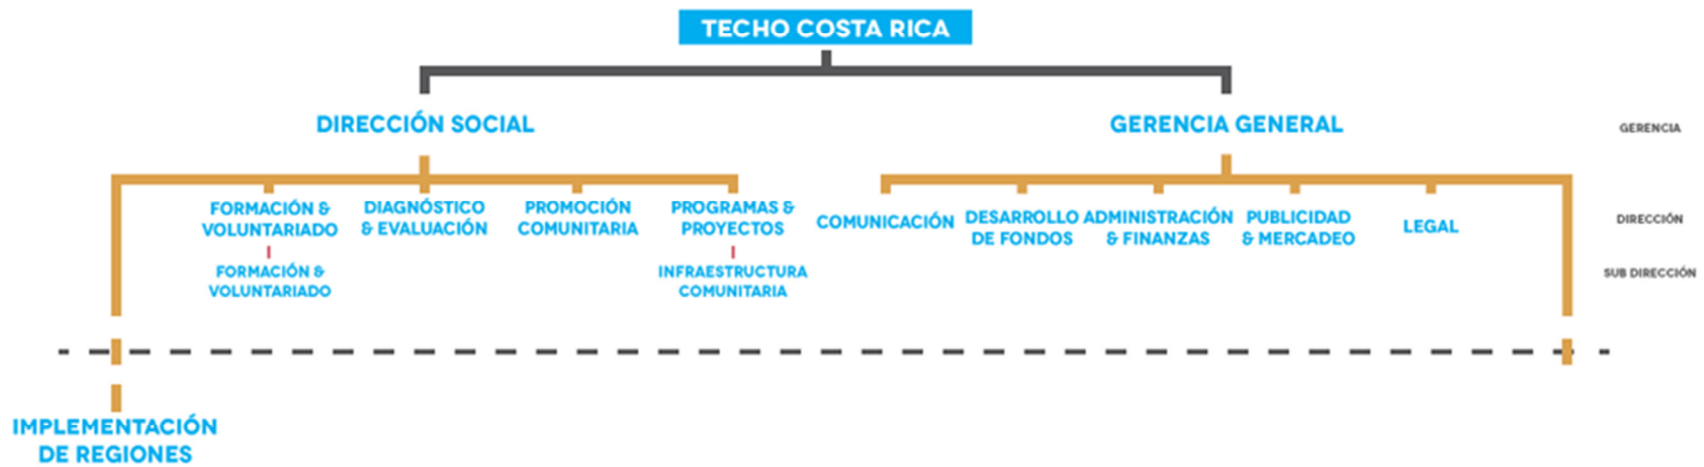 TECHO COSTA RICA
DIRECCIÓN SOCIAL
GERENCIA GENERAL
GERENCIA
FORMACIÓN &
VOLUNTARIADO
DIAGNÓSTICO
& EVALUACIÓN
PROMOCIÓN
COMUNITARIA
PROGRAMAS &
PROYECTOS
COMUNICACIÓN
DESARROLLO
DE FONDOS
ADMINISTRACIÓN
& FINANZAS
PUBLICIDAD
& MERCADEO
LEGAL
DIRECCIÓN
FORMACIÓN &
VOLUNTARIADO
INFRAESTRUCTURA
COMUNITARIA
SUB DIRECCIÓN
IMPLEMENTACIÓN
DE REGIONES